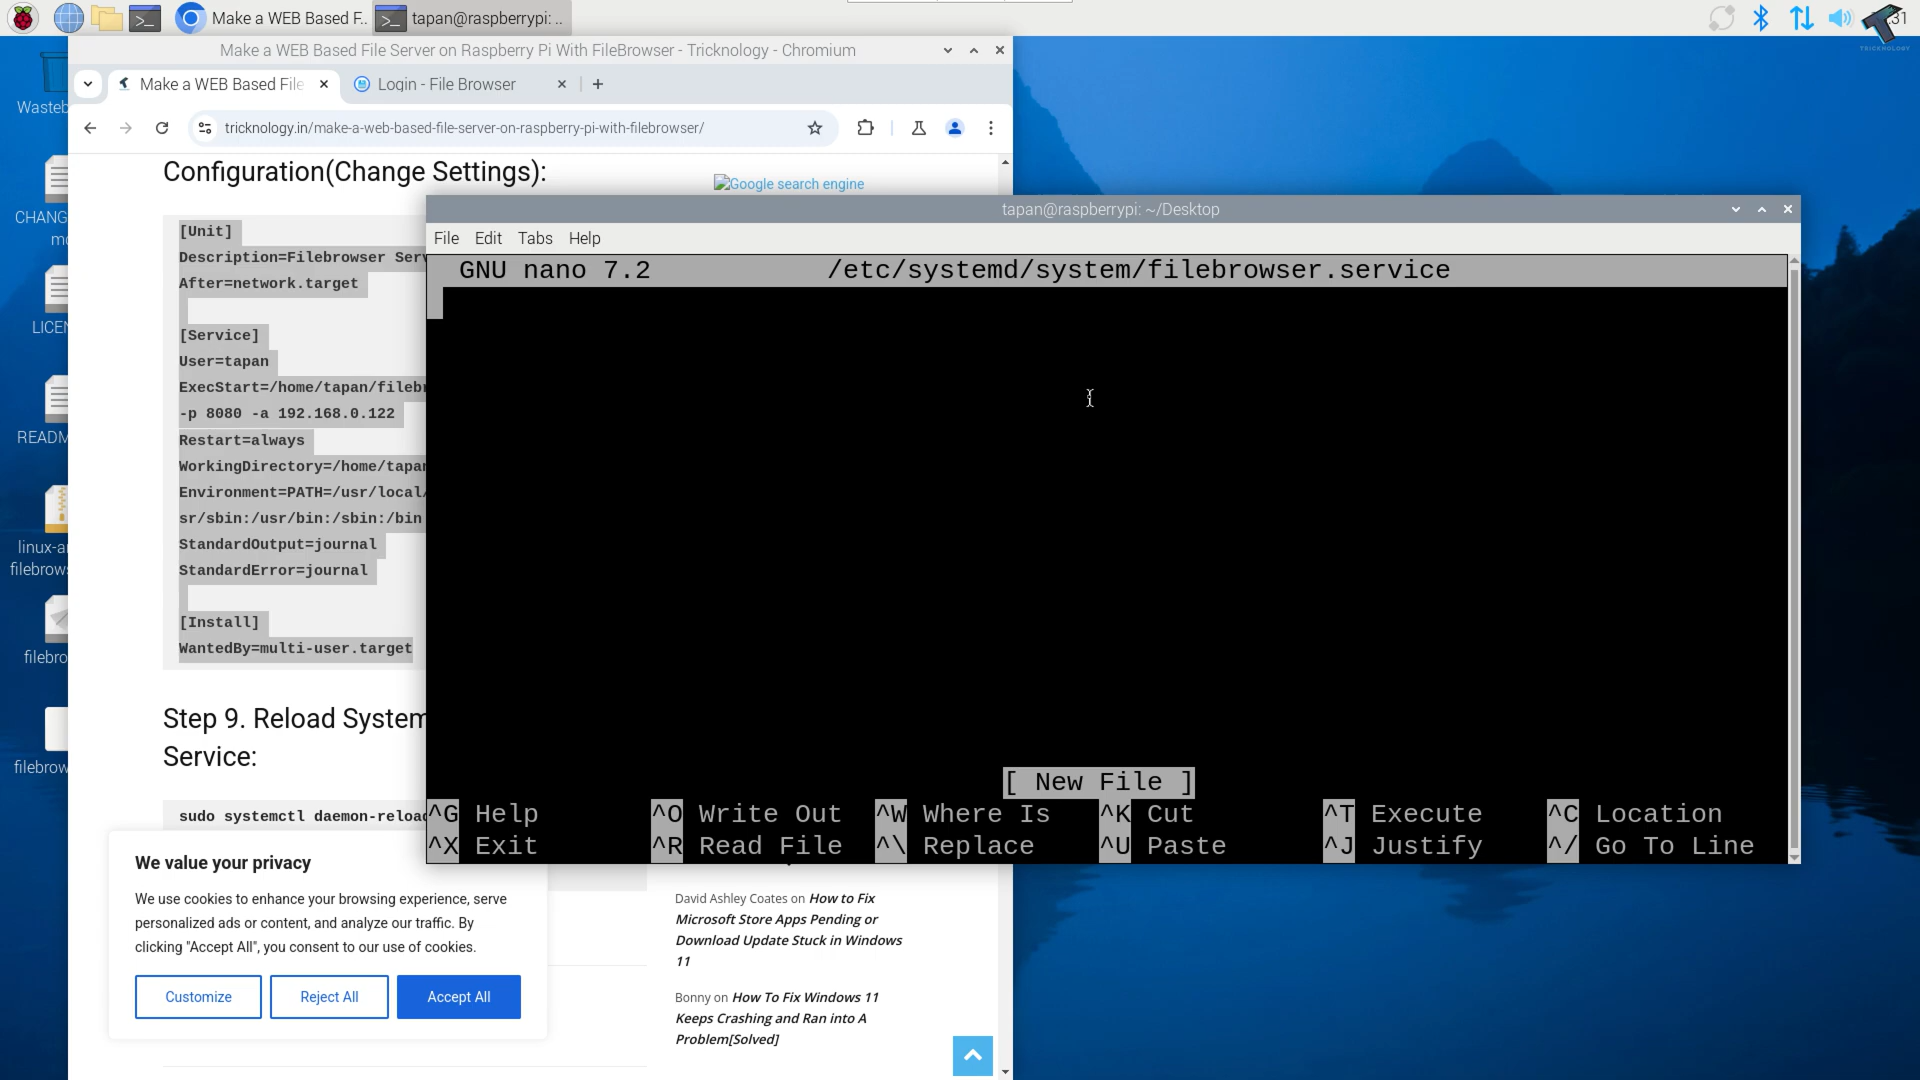 Make a WEB Based F..
tapan@raspberrypi: ..
31
TRICKNOLOGY
Make a WEB Based File Server on Raspberry Pi With FileBrowser - Tricknology - Chromium
Make a WEB Based File
Login - File Browser
tricknology.in/make-a-web-based-file-server-on-raspberry-pi-with-filebrowser/
Wasteb
CHANG
mo
LICEN
READM
linux-a
filebrows
filebro
filebrow
Configuration(Change Settings):
Google search engine
[Unit]
Description=Filebrowser Serv
After=network.target
[Service]
User=tapan
ExecStart=/home/tapan/filebr
-p 8080 -a 192.168.0.122
Restart=always
WorkingDirectory=/home/tapan
Environment=PATH=/usr/local/
sr/sbin:/usr/bin:/sbin:/bin
StandardOutput=journal
StandardError=journal
[Install]
WantedBy=multi-user.target
Step 9. Reload System
Service:
sudo systemctl daemon-reload
tapan@raspberrypi: ~/Desktop
File Edit Tabs Help
GNU nano 7.2 /etc/systemd/system/filebrowser.service
[ New File ]
^G Help ^O Write Out ^W Where Is ^K Cut ^T Execute ^C Location
^X Exit ^R Read File ^\ Replace ^U Paste ^J Justify ^/ Go To Line
We value your privacy
We use cookies to enhance your browsing experience, serve
personalized ads or content, and analyze our traffic. By
clicking "Accept All", you consent to our use of cookies.
Customize
Reject All
Accept All
David Ashley Coates on How to Fix
Microsoft Store Apps Pending or
Download Update Stuck in Windows
11
Bonny on How To Fix Windows 11
Keeps Crashing and Ran into A
Problem[Solved]